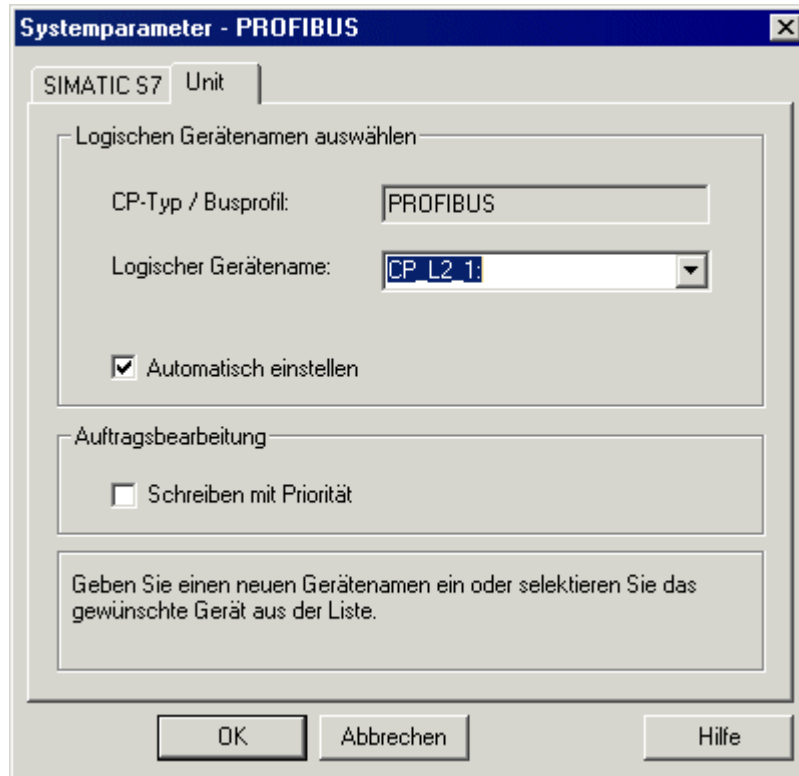 Systemparameter - PROFIBUS
SIMATIC S7
Unit
Logischen Gerätenamen auswählen
CP-Typ / Busprofil:
PROFIBUS
Logischer Gerätename:
CP_L2_1:
Automatisch einstellen
Auftragsbearbeitung
Schreiben mit Priorität
Geben Sie einen neuen Gerätenamen ein oder selektieren Sie das
gewünschte Gerät aus der Liste.
OK
Abbrechen
Hilfe